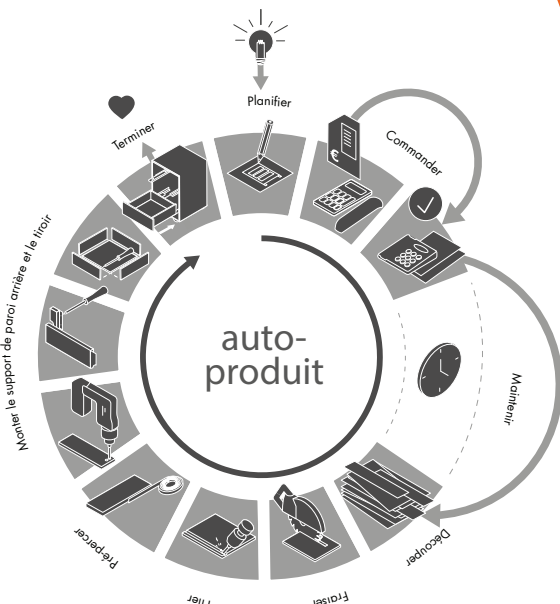 Planifier
Commander
Maintenir
Découper
Fraiser
Pré-percer
Monter le support de paroi arrière et le tiroir
Terminer
auto-
produit
€